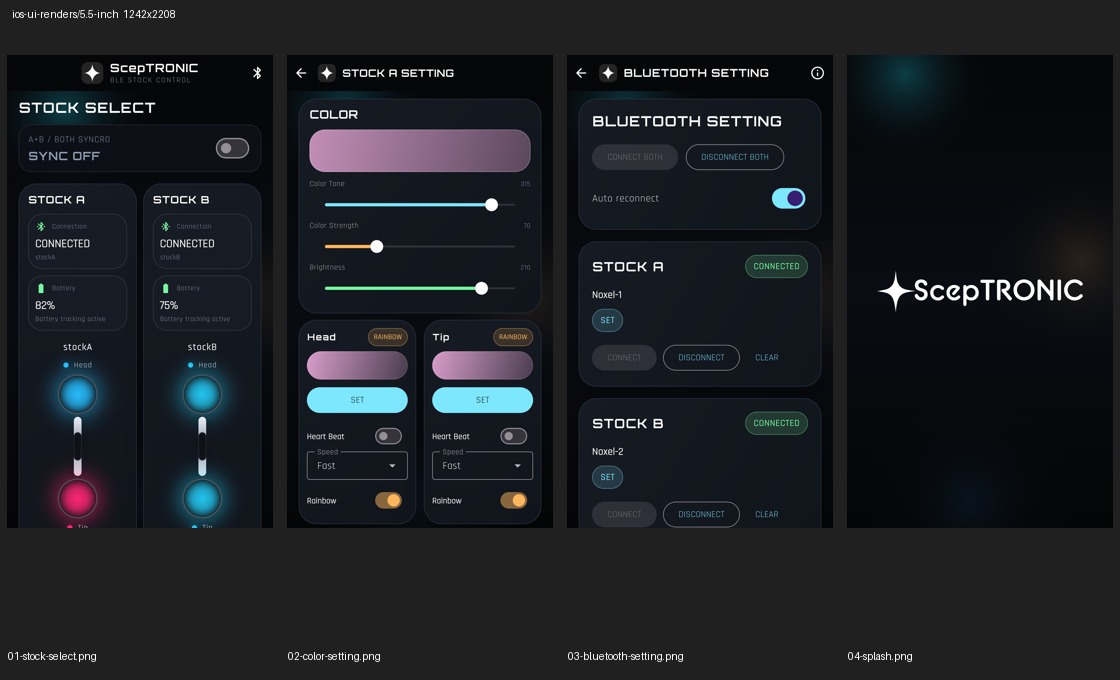 ios-ui-renders/5.5-inch 1242x2208
ScepTRONIC
BLE STOCK CONTROL
STOCK SELECT
A+B / BOTH SYNCRO
SYNC OFF
STOCK A
Connection
CONNECTED
stockA
Battery
82%
Battery tracking active
stockA
Head
Tip
STOCK B
Connection
CONNECTED
stockB
Battery
75%
Battery tracking active
stockB
Head
Tip
01-stock-select.png
STOCK A SETTING
COLOR
Color Tone 315
Color Strength 70
Brightness 210
Head RAINBOW
SET
Heart Beat
Speed
Fast
Rainbow
Tip RAINBOW
SET
Heart Beat
Speed
Fast
Rainbow
02-color-setting.png
BLUETOOTH SETTING
BLUETOOTH SETTING
CONNECT BOTH DISCONNECT BOTH
Auto reconnect
STOCK A CONNECTED
Noxel-1
SET
CONNECT DISCONNECT CLEAR
STOCK B CONNECTED
Noxel-2
SET
CONNECT DISCONNECT CLEAR
03-bluetooth-setting.png
ScepTRONIC
04-splash.png